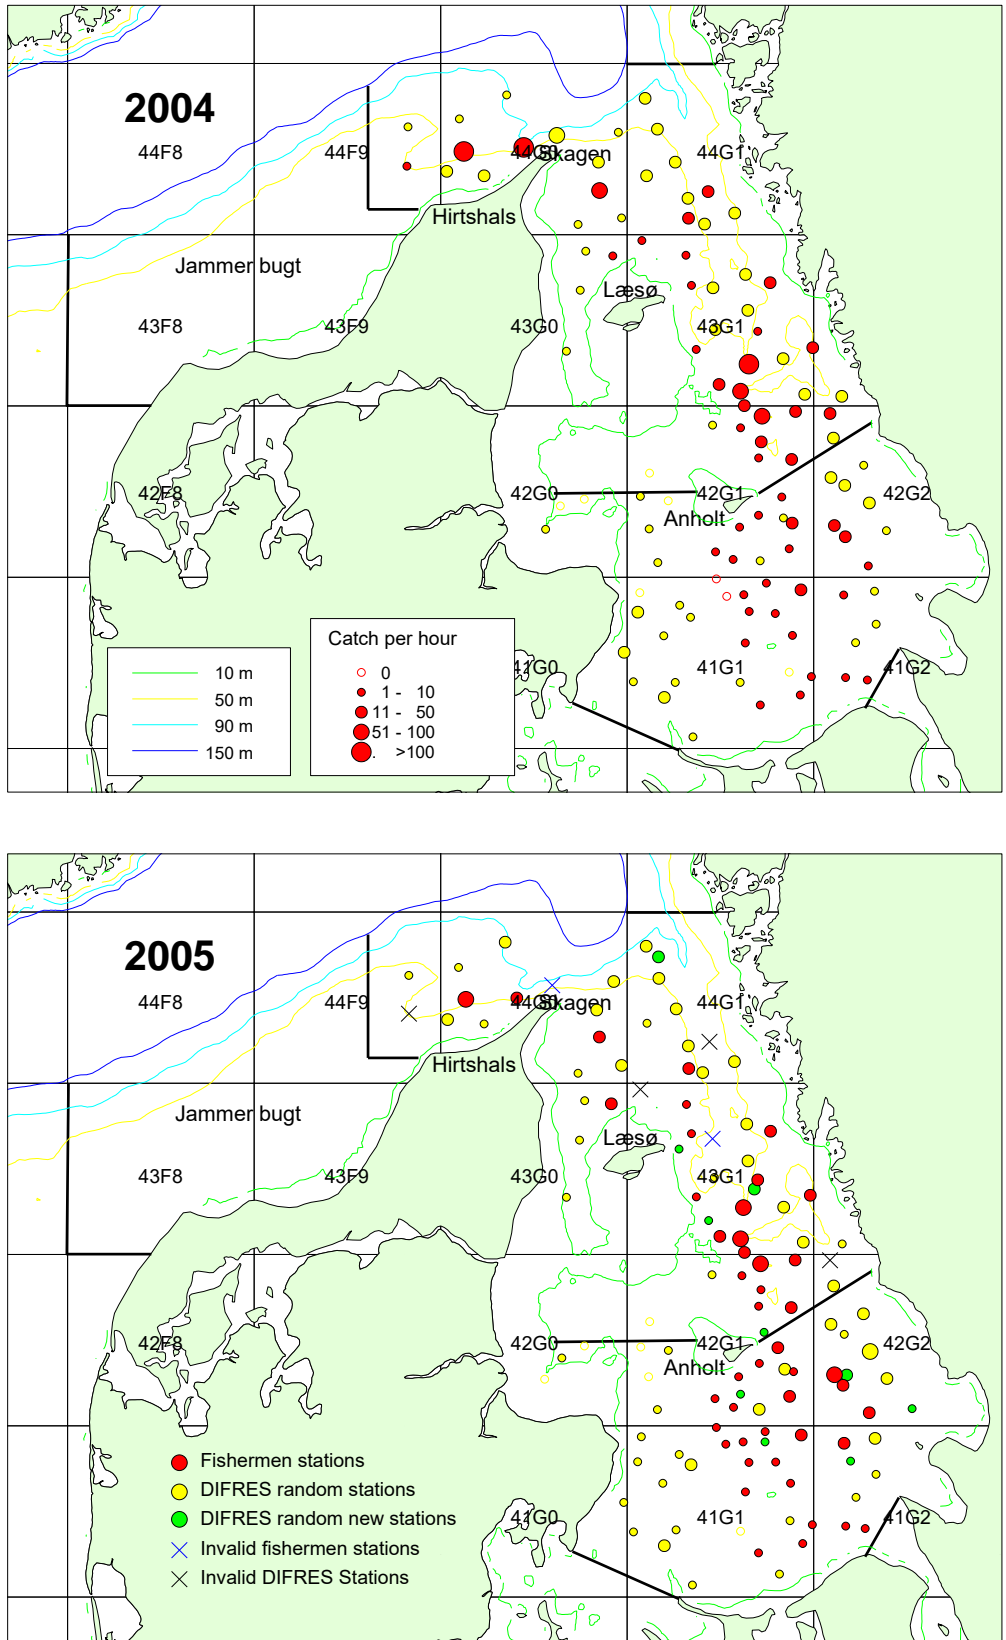 2004
44F8
44F9
44G0
Skagen
44G1
Hirtshals
Jammer bugt
Læsø
43F8
43F9
43G0
43G1
42F8
42G0
42G1
42G2
Anholt
Catch per hour
0
1 - 10
11 - 50
51 - 100
. >100
10 m
50 m
90 m
150 m
41G0
41G1
41G2
2005
44F8
44F9
44G0
Skagen
44G1
Hirtshals
Jammer bugt
Læsø
43F8
43F9
43G0
43G1
42F8
42G0
42G1
42G2
Anholt
Fishermen stations
DIFRES random stations
DIFRES random new stations
Invalid fishermen stations
Invalid DIFRES Stations
41G0
41G1
41G2